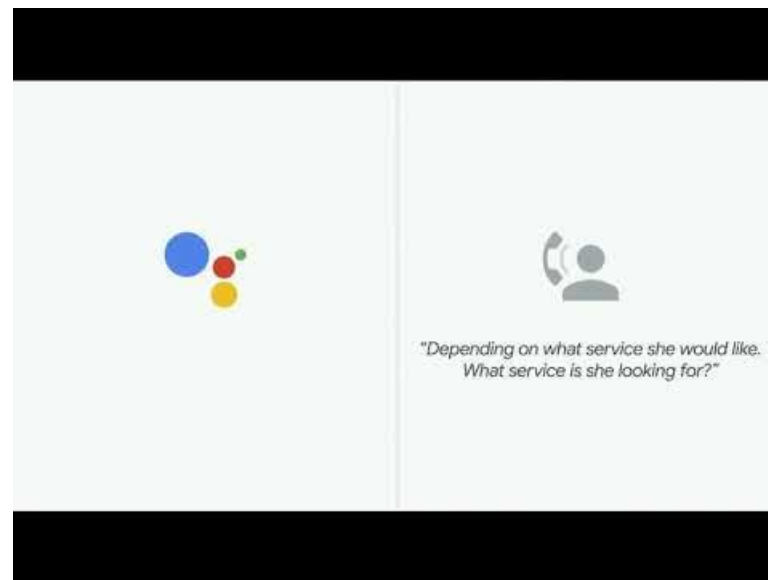 "Depending on what service she would like.
What service is she looking for?"